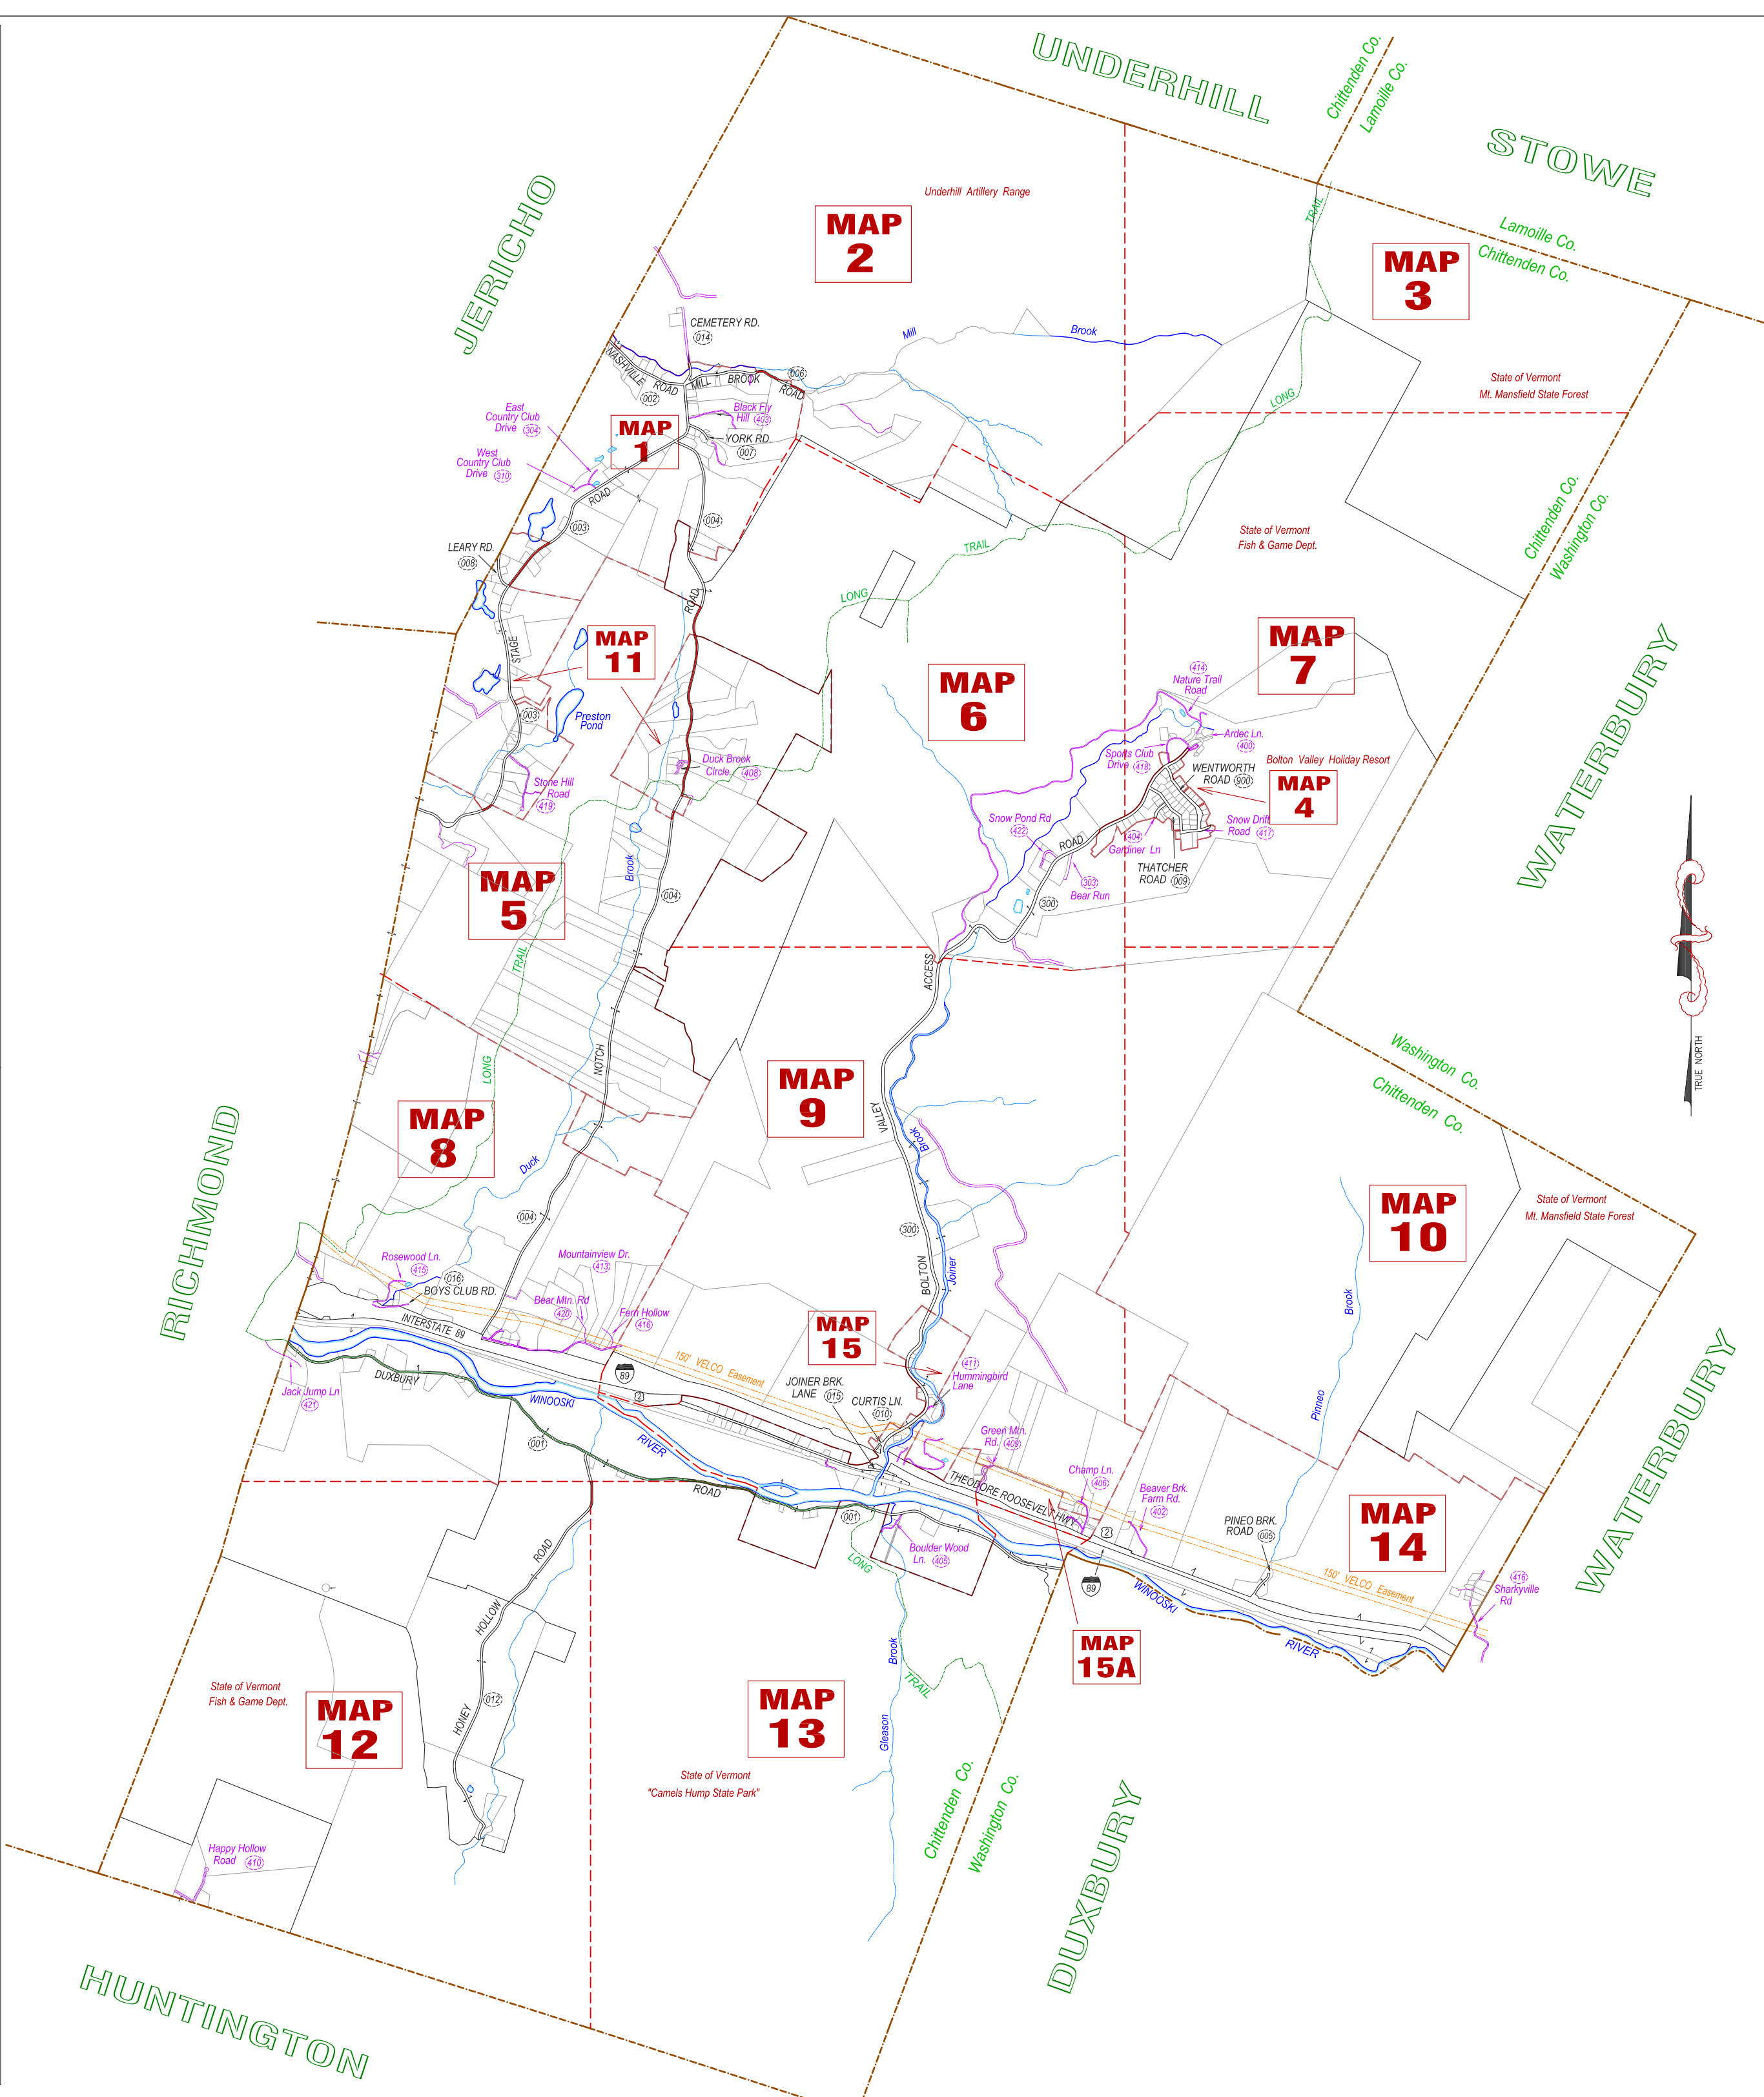 UNDERHILL
Chittenden Co.
Lamoille Co.
STOWE
Underhill Artillery Range
MAP
2
TRAIL
Lamoille Co.
Chittenden Co.
MAP
3
JERICHO
CEMETERY RD.
014
Mill
Brook
NASHVILLE
ROAD
002
MILL
BROOK
ROAD
006
State of Vermont
Mt. Mansfield State Forest
LONG
East
Country Club
Drive 304
Black Fly
Hill 403
MAP
1
YORK RD.
007
West
Country Club
Drive 310
ROAD
003
004
Chittenden Co.
Washington Co.
State of Vermont
Fish & Game Dept.
LEARY RD.
008
TRAIL
LONG
ROAD
STAGE
MAP
11
MAP
7
WATERBURY
MAP
6
414
Nature Trail
Road
003
Preston
Pond
Ardec Ln.
400
Sports Club
Drive 418
Bolton Valley Holiday Resort
WENTWORTH
ROAD 900
MAP
4
Duck Brook
Circle 408
Stone Hill
Road
419
Snow Pond Rd
422
ROAD
404
Gardiner Ln
Snow Drift
Road 417
THATCHER
ROAD 009
303
Bear Run
300
Brook
MAP
5
004
TRAIL
ACCESS
TRUE NORTH
Washington Co.
Chittenden Co.
LONG
NOTCH
MAP
9
VALLEY
Brook
MAP
8
Duck
RICHMOND
004
300
MAP
10
State of Vermont
Mt. Mansfield State Forest
Rosewood Ln.
415
016
BOYS CLUB RD.
Mountainview Dr.
413
BOLTON
Joiner
Brook
Bear Mtn. Rd
420
Fern Hollow
416
INTERSTATE 89
MAP
15
150' VELCO Easement
89
411
Hummingbird
Lane
DUXBURY
Jack Jump Ln
421
WINOOSKI
2
JOINER BRK.
LANE 015
CURTIS LN.
010
Pinneo
WATERBURY
001
RIVER
Green Mtn.
Rd. 409
Champ Ln.
406
THEODORE ROOSEVELT HWY
Beaver Brk.
Farm Rd.
402
ROAD
001
2
PINEO BRK.
ROAD 005
MAP
14
Boulder Wood
Ln. 405
LONG
89
WINOOSKI
150' VELCO Easement
416
Sharkyville
Rd
ROAD
HOLLOW
RIVER
Brook
MAP
15A
TRAIL
State of Vermont
Fish & Game Dept.
HONEY
012
MAP
12
MAP
13
Gleason
State of Vermont
"Camels Hump State Park"
Chittenden Co.
Washington Co.
DUXBURY
Happy Hollow
Road 410
HUNTINGTON